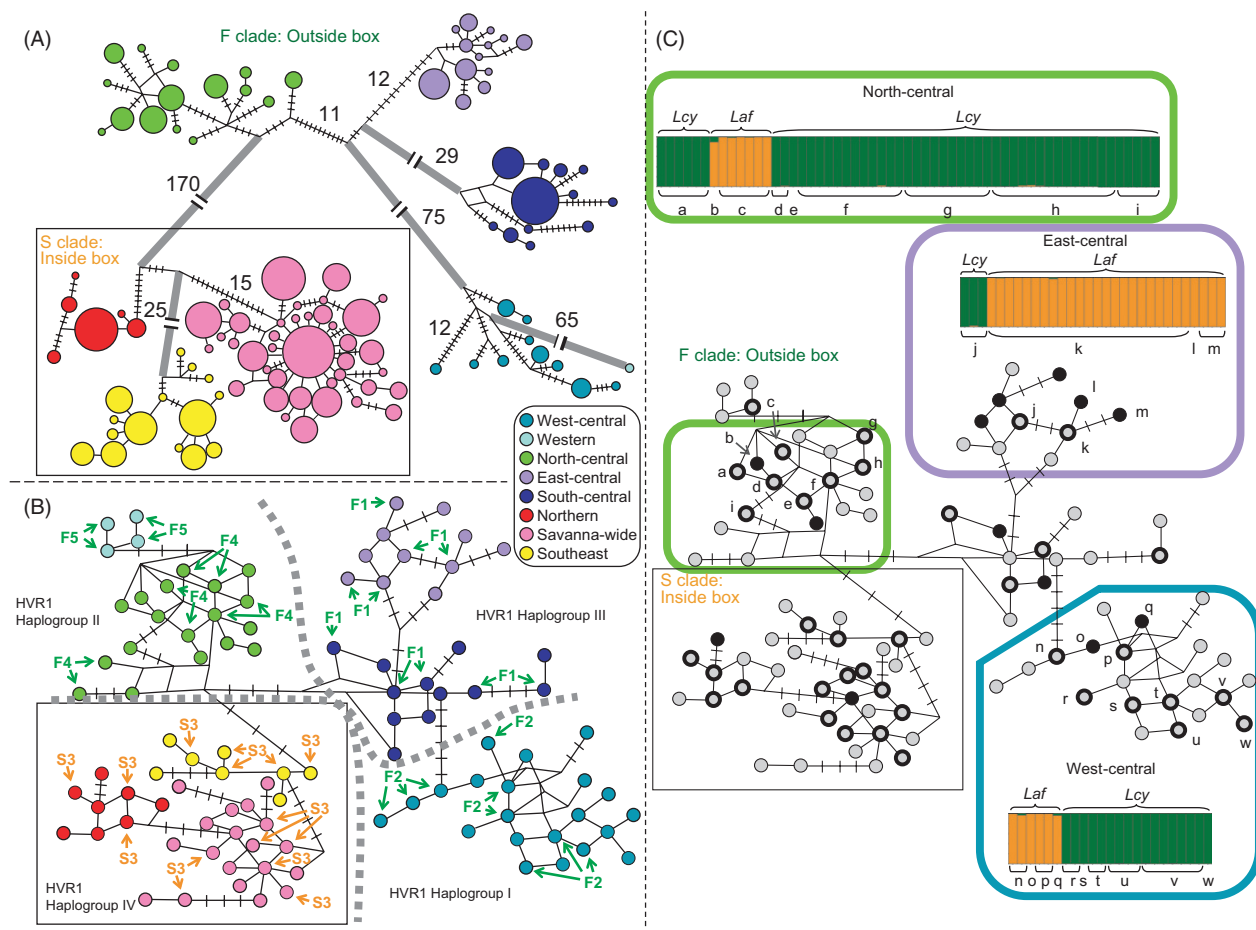 (A)
F clade: Outside box
12
11
29
170
75
S clade:
Inside box
15
25
12
65
West-central
Western
North-central
East-central
South-central
Northern
Savanna-wide
Southeast
(B)
F5
F5
F4
F4
F4
F4
F4
F4
HVR1
Haplogroup II
F1
F1
F1
F1
F1
F1
HVR1 Haplogroup III
F2
F2
F2
F2
HVR1 Haplogroup I
S3
S3
S3
S3
S3
S3
S3
S3
S3
S3
HVR1
Haplogroup IV
(C)
North-central
Lcy Laf Lcy
a b c d e f g h i
East-central
Lcy Laf
j k l m
F clade: Outside box
c
b
g
a
d
f
h
e
i
l
j
m
k
S clade:
Inside box
q
n
o
p
r
s
t
v
u
w
West-central
Laf Lcy
n o p q r s t u v w